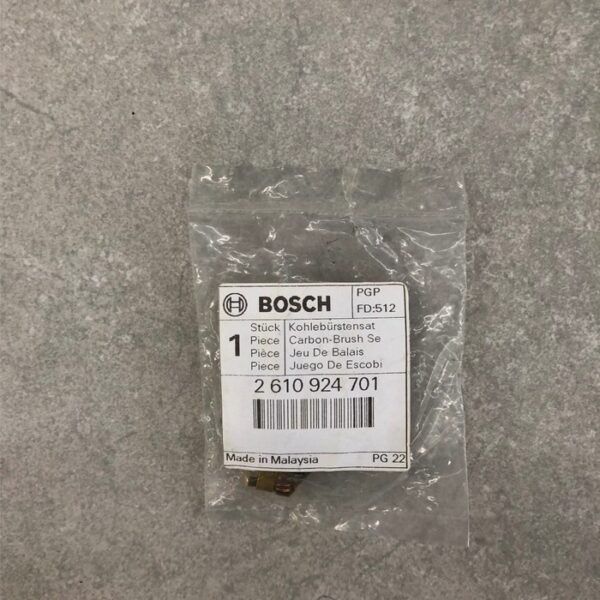 BOSCH
PGP
FD:512
1
Stück Kohlebürstensat
Piece Carbon-Brush Se
Pièce Jeu De Balais
Piece Juego De Escobi
2 610 924 701
Made in Malaysia PG 22